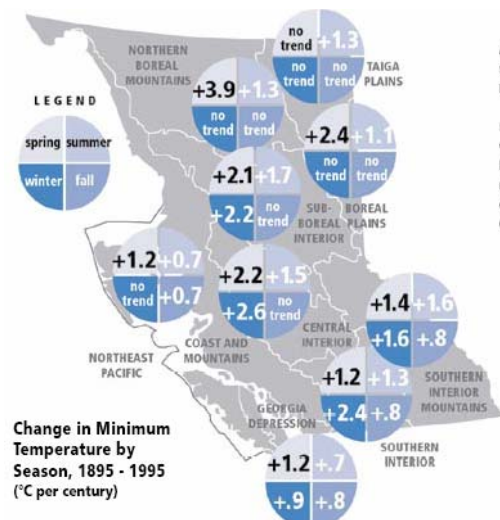 NORTHERN
BOREAL
MOUNTAINS
no
trend
+1.3
no
trend
no
trend
TAIGA
PLAINS
LEGEND
spring
summer
winter
fall
+3.9
+1.3
no
trend
no
trend
+2.4
+1.1
no
trend
no
trend
+2.1
+1.7
+2.2
no
trend
SUB-
BOREAL
INTERIOR
BOREAL
PLAINS
+1.2
+0.7
no
trend
+0.7
+2.2
+1.5
+2.6
no
trend
+1.4
+1.6
+1.6
+.8
NORTHEAST
PACIFIC
COAST AND
MOUNTAINS
CENTRAL
INTERIOR
+1.2
+1.3
+2.4
+.8
SOUTHERN
INTERIOR
MOUNTAINS
GEORGIA
DEPRESSION
SOUTHERN
INTERIOR
+1.2
+.7
+.9
+.8
Change in Minimum
Temperature by
Season, 1895 - 1995
(°C per century)